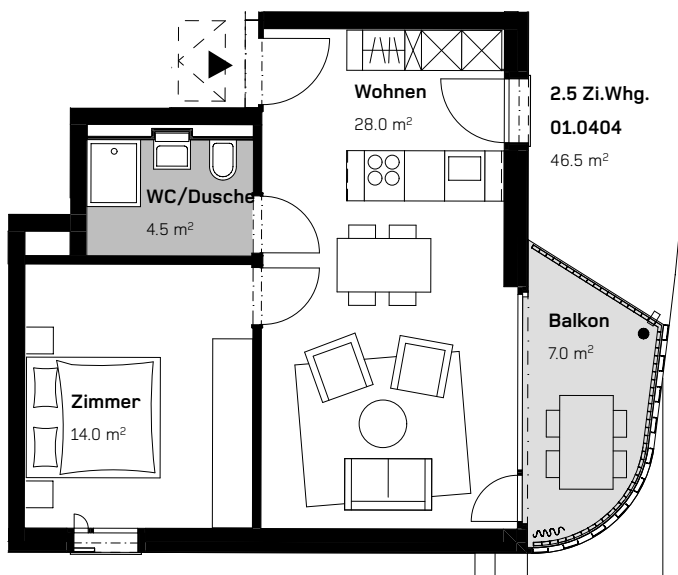 Wohnen
28.0 m²
2.5 Zi.Whg.
01.0404
46.5 m²
WC/Dusche
4.5 m²
Balkon
7.0 m²
Zimmer
14.0 m²